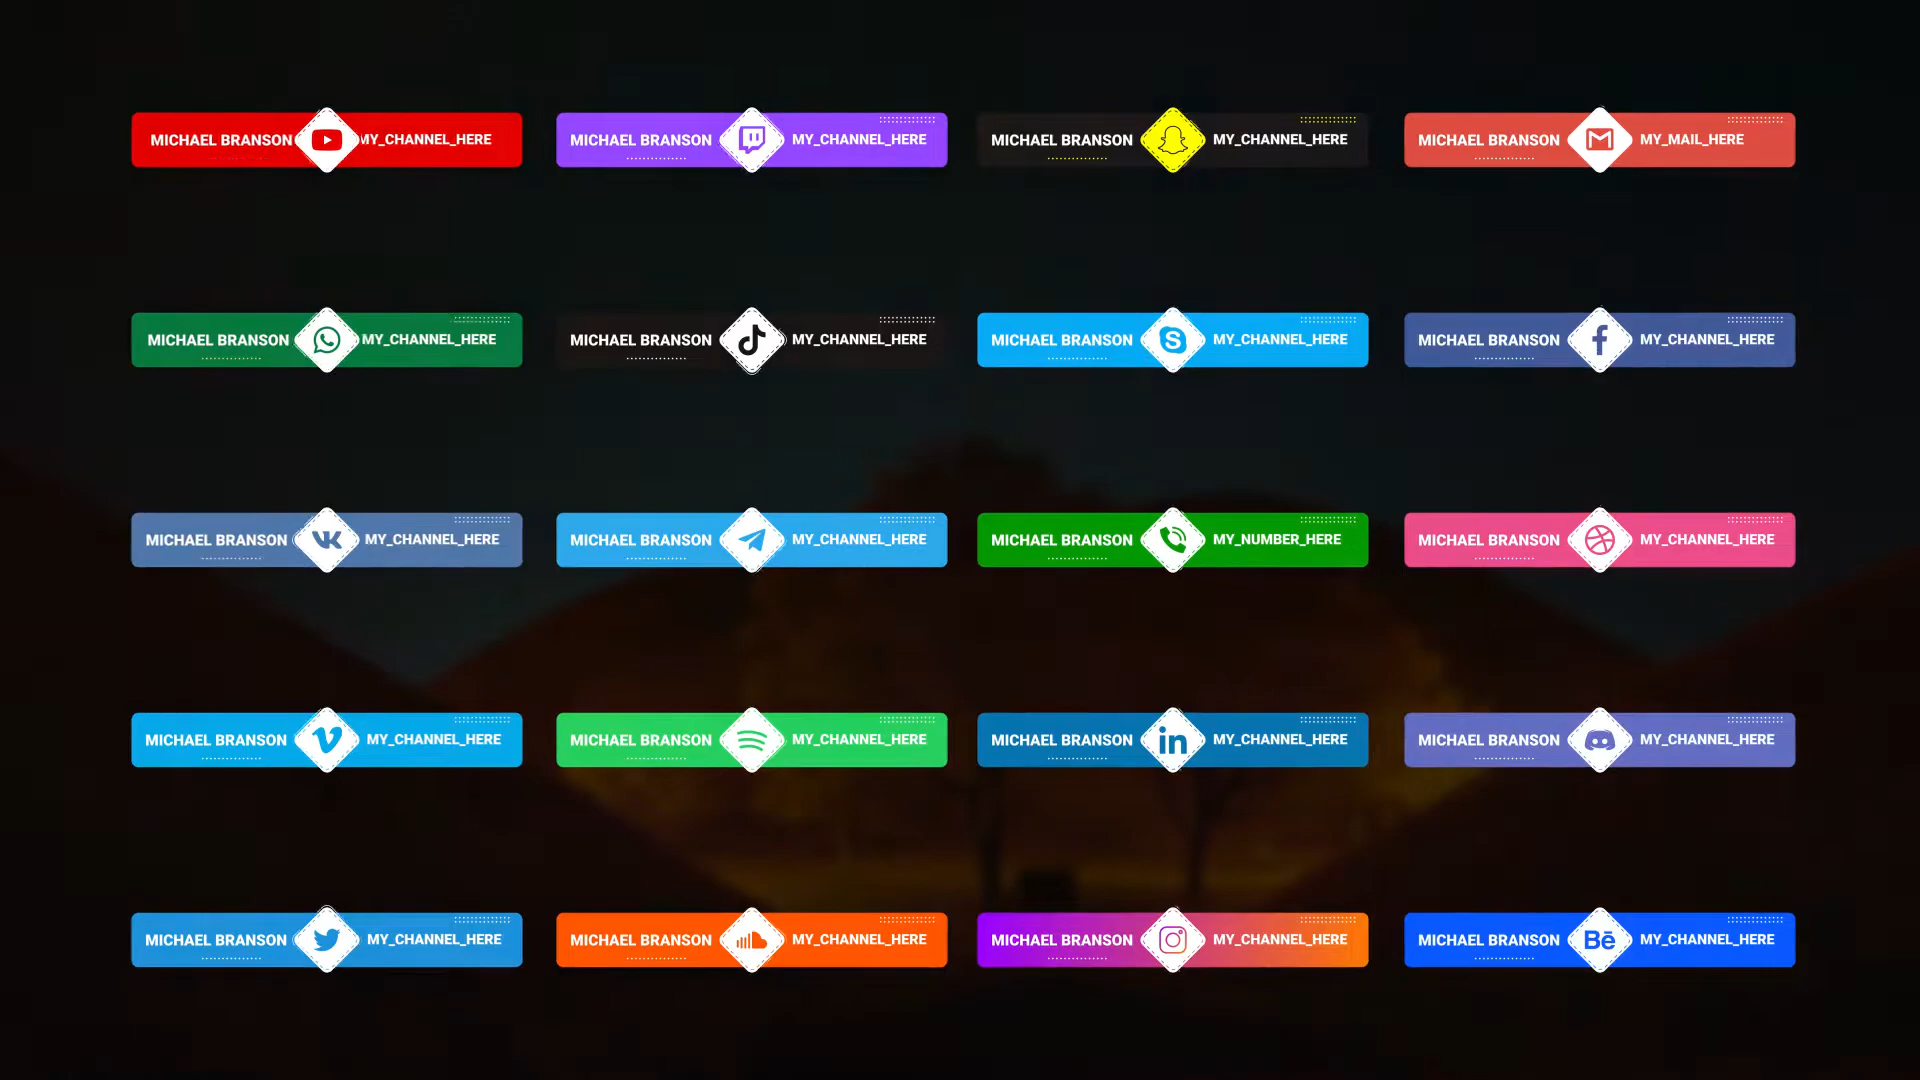 MICHAEL BRANSON MY_CHANNEL_HERE
MICHAEL BRANSON MY_CHANNEL_HERE
MICHAEL BRANSON MY_CHANNEL_HERE
MICHAEL BRANSON MY_MAIL_HERE
MICHAEL BRANSON MY_CHANNEL_HERE
MICHAEL BRANSON MY_CHANNEL_HERE
MICHAEL BRANSON S MY_CHANNEL_HERE
MICHAEL BRANSON f MY_CHANNEL_HERE
MICHAEL BRANSON VK MY_CHANNEL_HERE
MICHAEL BRANSON MY_CHANNEL_HERE
MICHAEL BRANSON MY_NUMBER_HERE
MICHAEL BRANSON MY_CHANNEL_HERE
MICHAEL BRANSON V MY_CHANNEL_HERE
MICHAEL BRANSON MY_CHANNEL_HERE
MICHAEL BRANSON in MY_CHANNEL_HERE
MICHAEL BRANSON MY_CHANNEL_HERE
MICHAEL BRANSON MY_CHANNEL_HERE
MICHAEL BRANSON MY_CHANNEL_HERE
MICHAEL BRANSON MY_CHANNEL_HERE
MICHAEL BRANSON Bē MY_CHANNEL_HERE